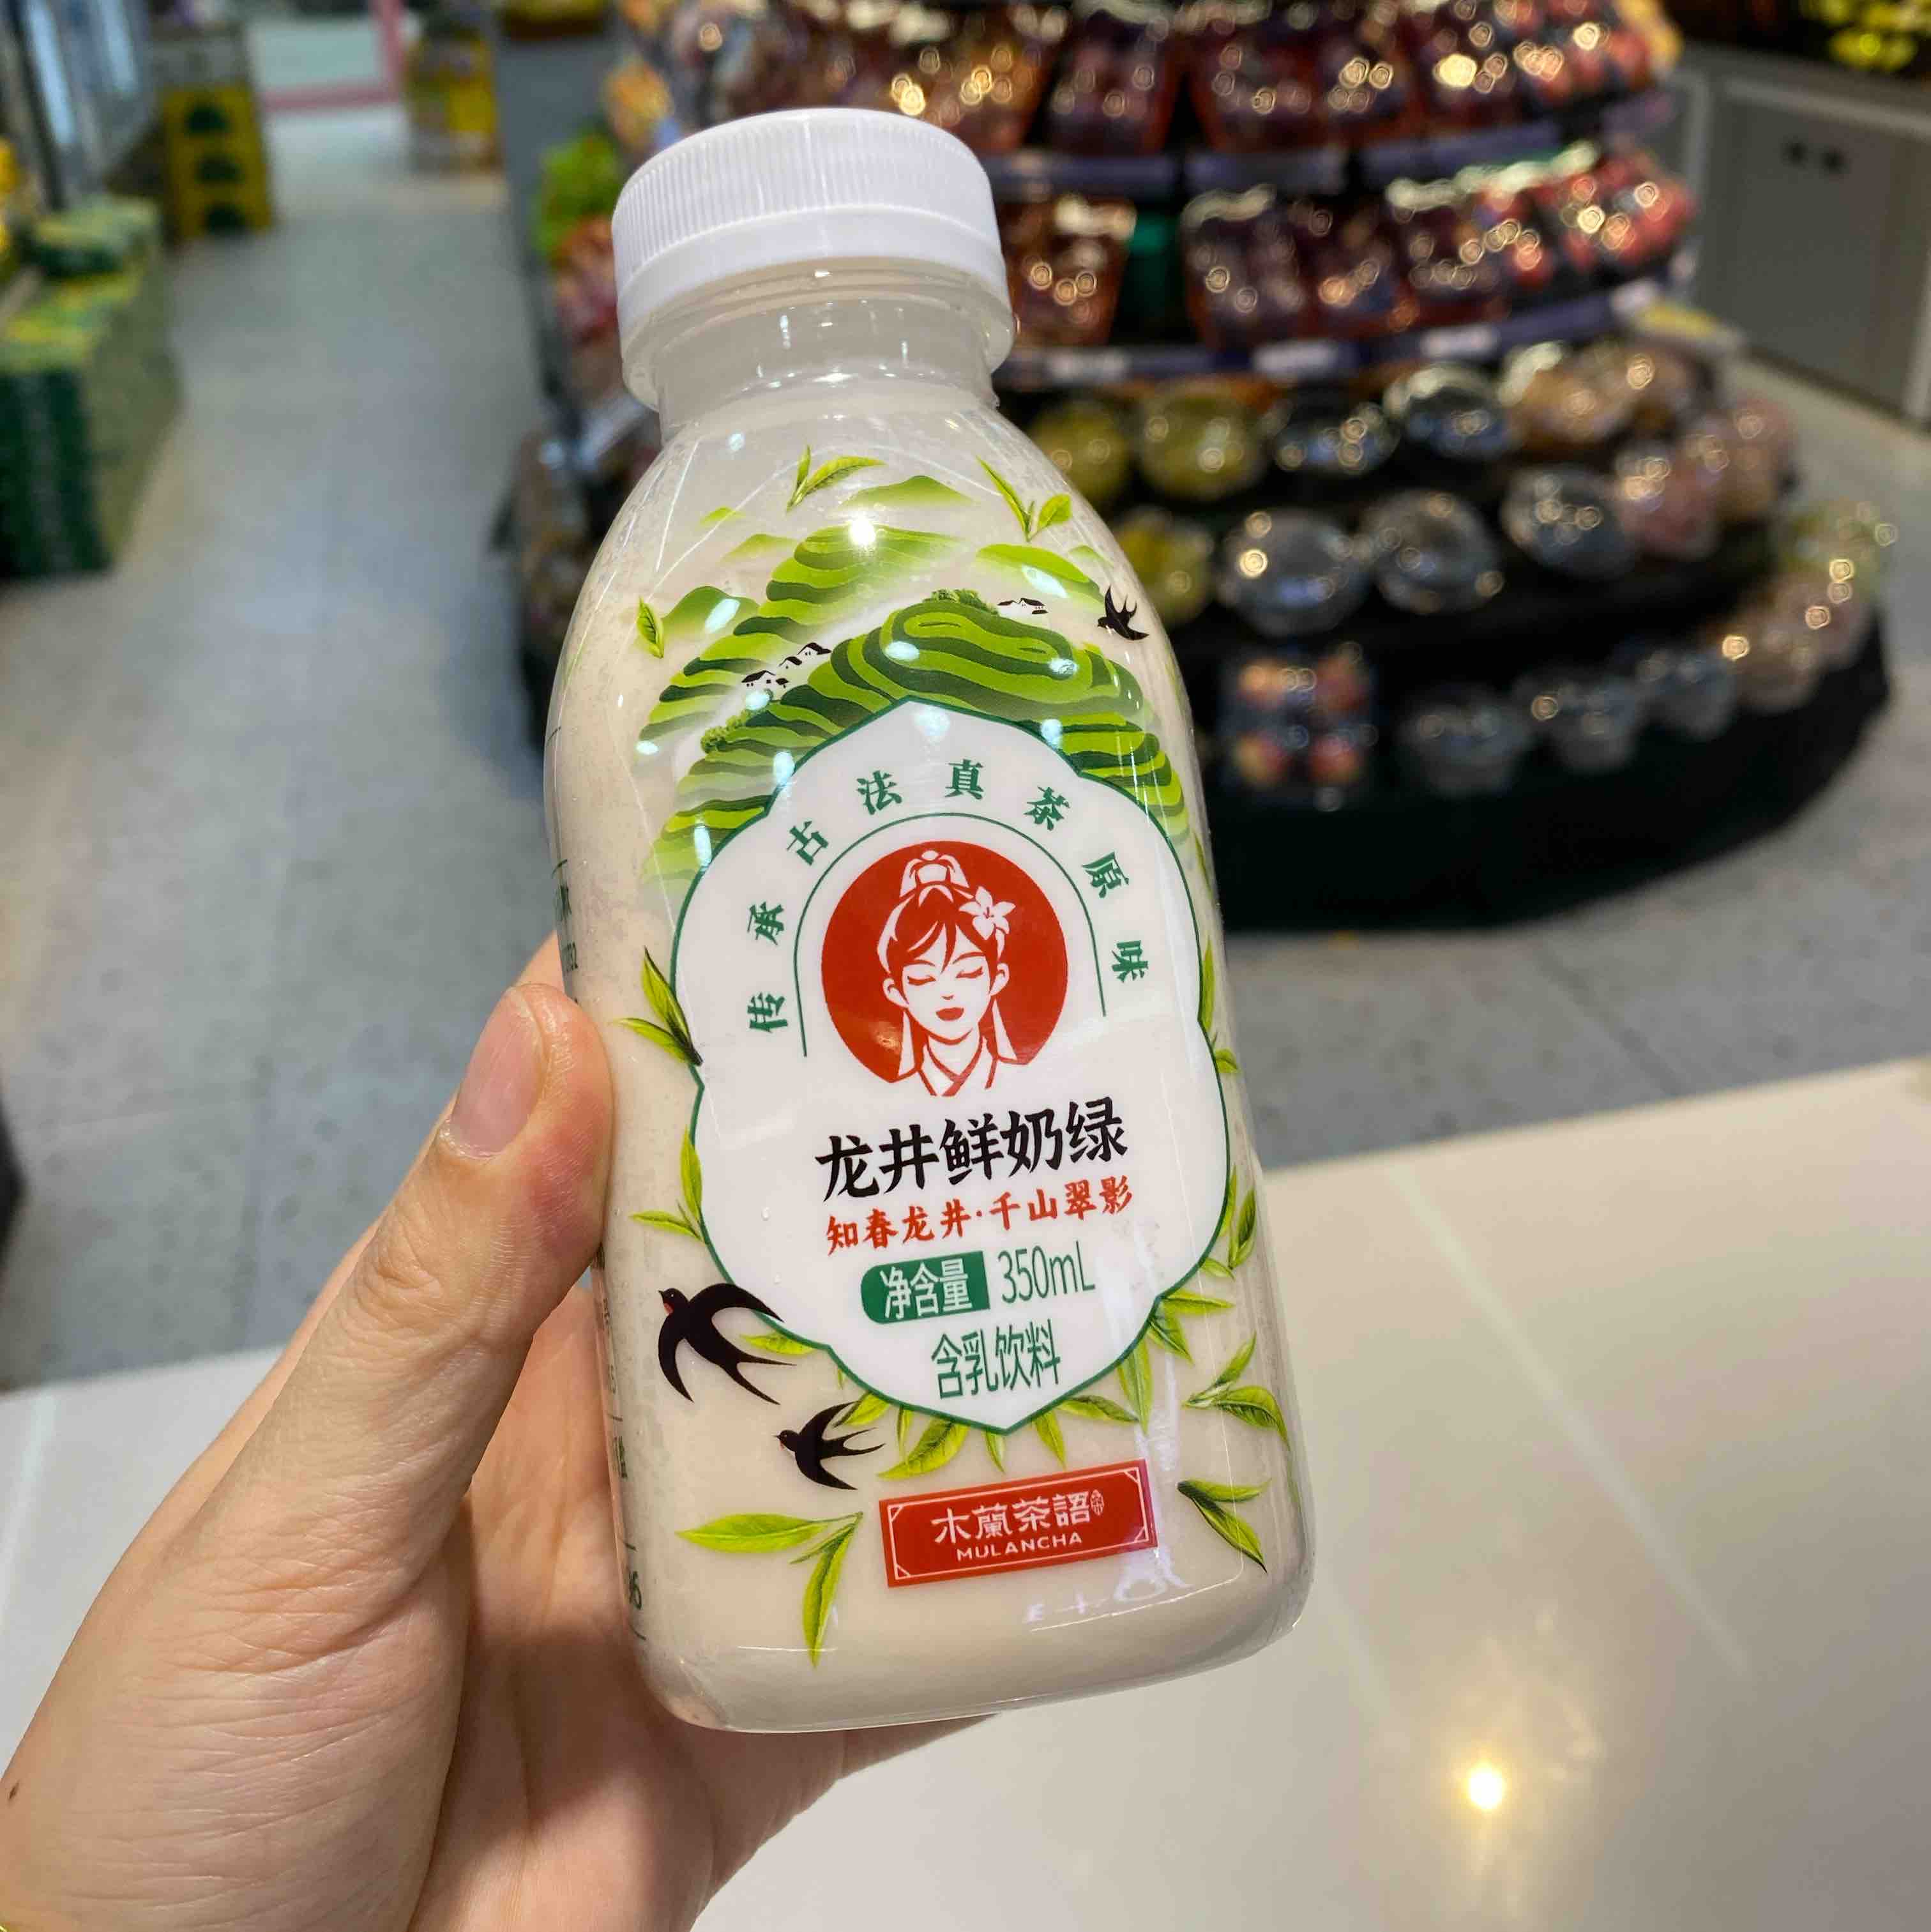 传承古法真茶原味
龙井鲜奶绿
知春龙井·千山翠影
净含量 350mL
含乳饮料
木蘭茶語
MULANCHA